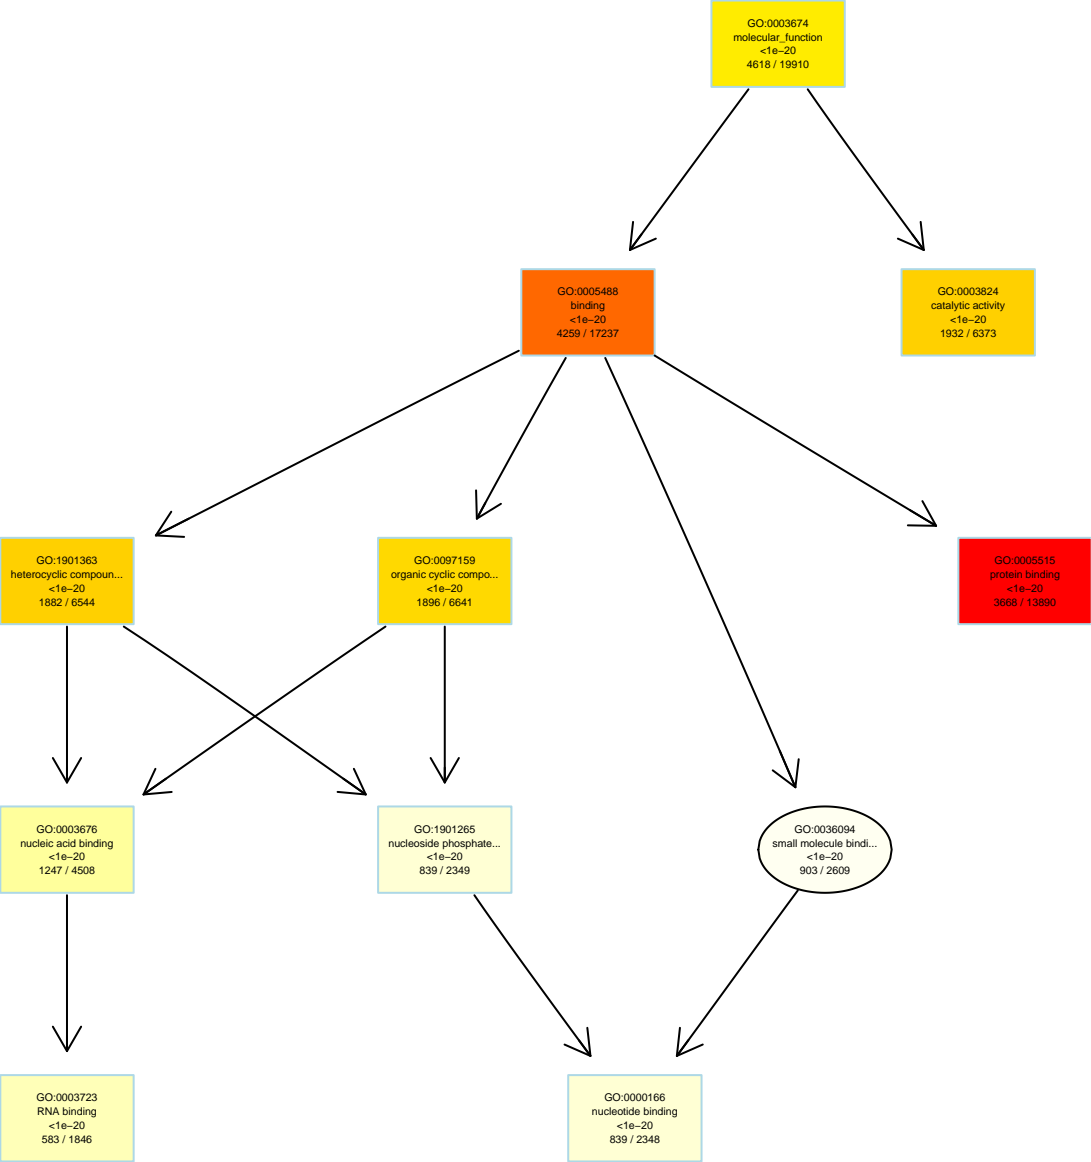 GO:0003674
molecular_function
<1e−20
4618 / 19910
GO:0005488
binding
<1e−20
4259 / 17237
GO:0003824
catalytic activity
<1e−20
1932 / 6373
GO:1901363
heterocyclic compoun...
<1e−20
1882 / 6544
GO:0097159
organic cyclic compo...
<1e−20
1896 / 6641
GO:0005515
protein binding
<1e−20
3668 / 13890
GO:0003676
nucleic acid binding
<1e−20
1247 / 4508
GO:1901265
nucleoside phosphate...
<1e−20
839 / 2349
GO:0036094
small molecule bindi...
<1e−20
903 / 2609
GO:0003723
RNA binding
<1e−20
583 / 1846
GO:0000166
nucleotide binding
<1e−20
839 / 2348